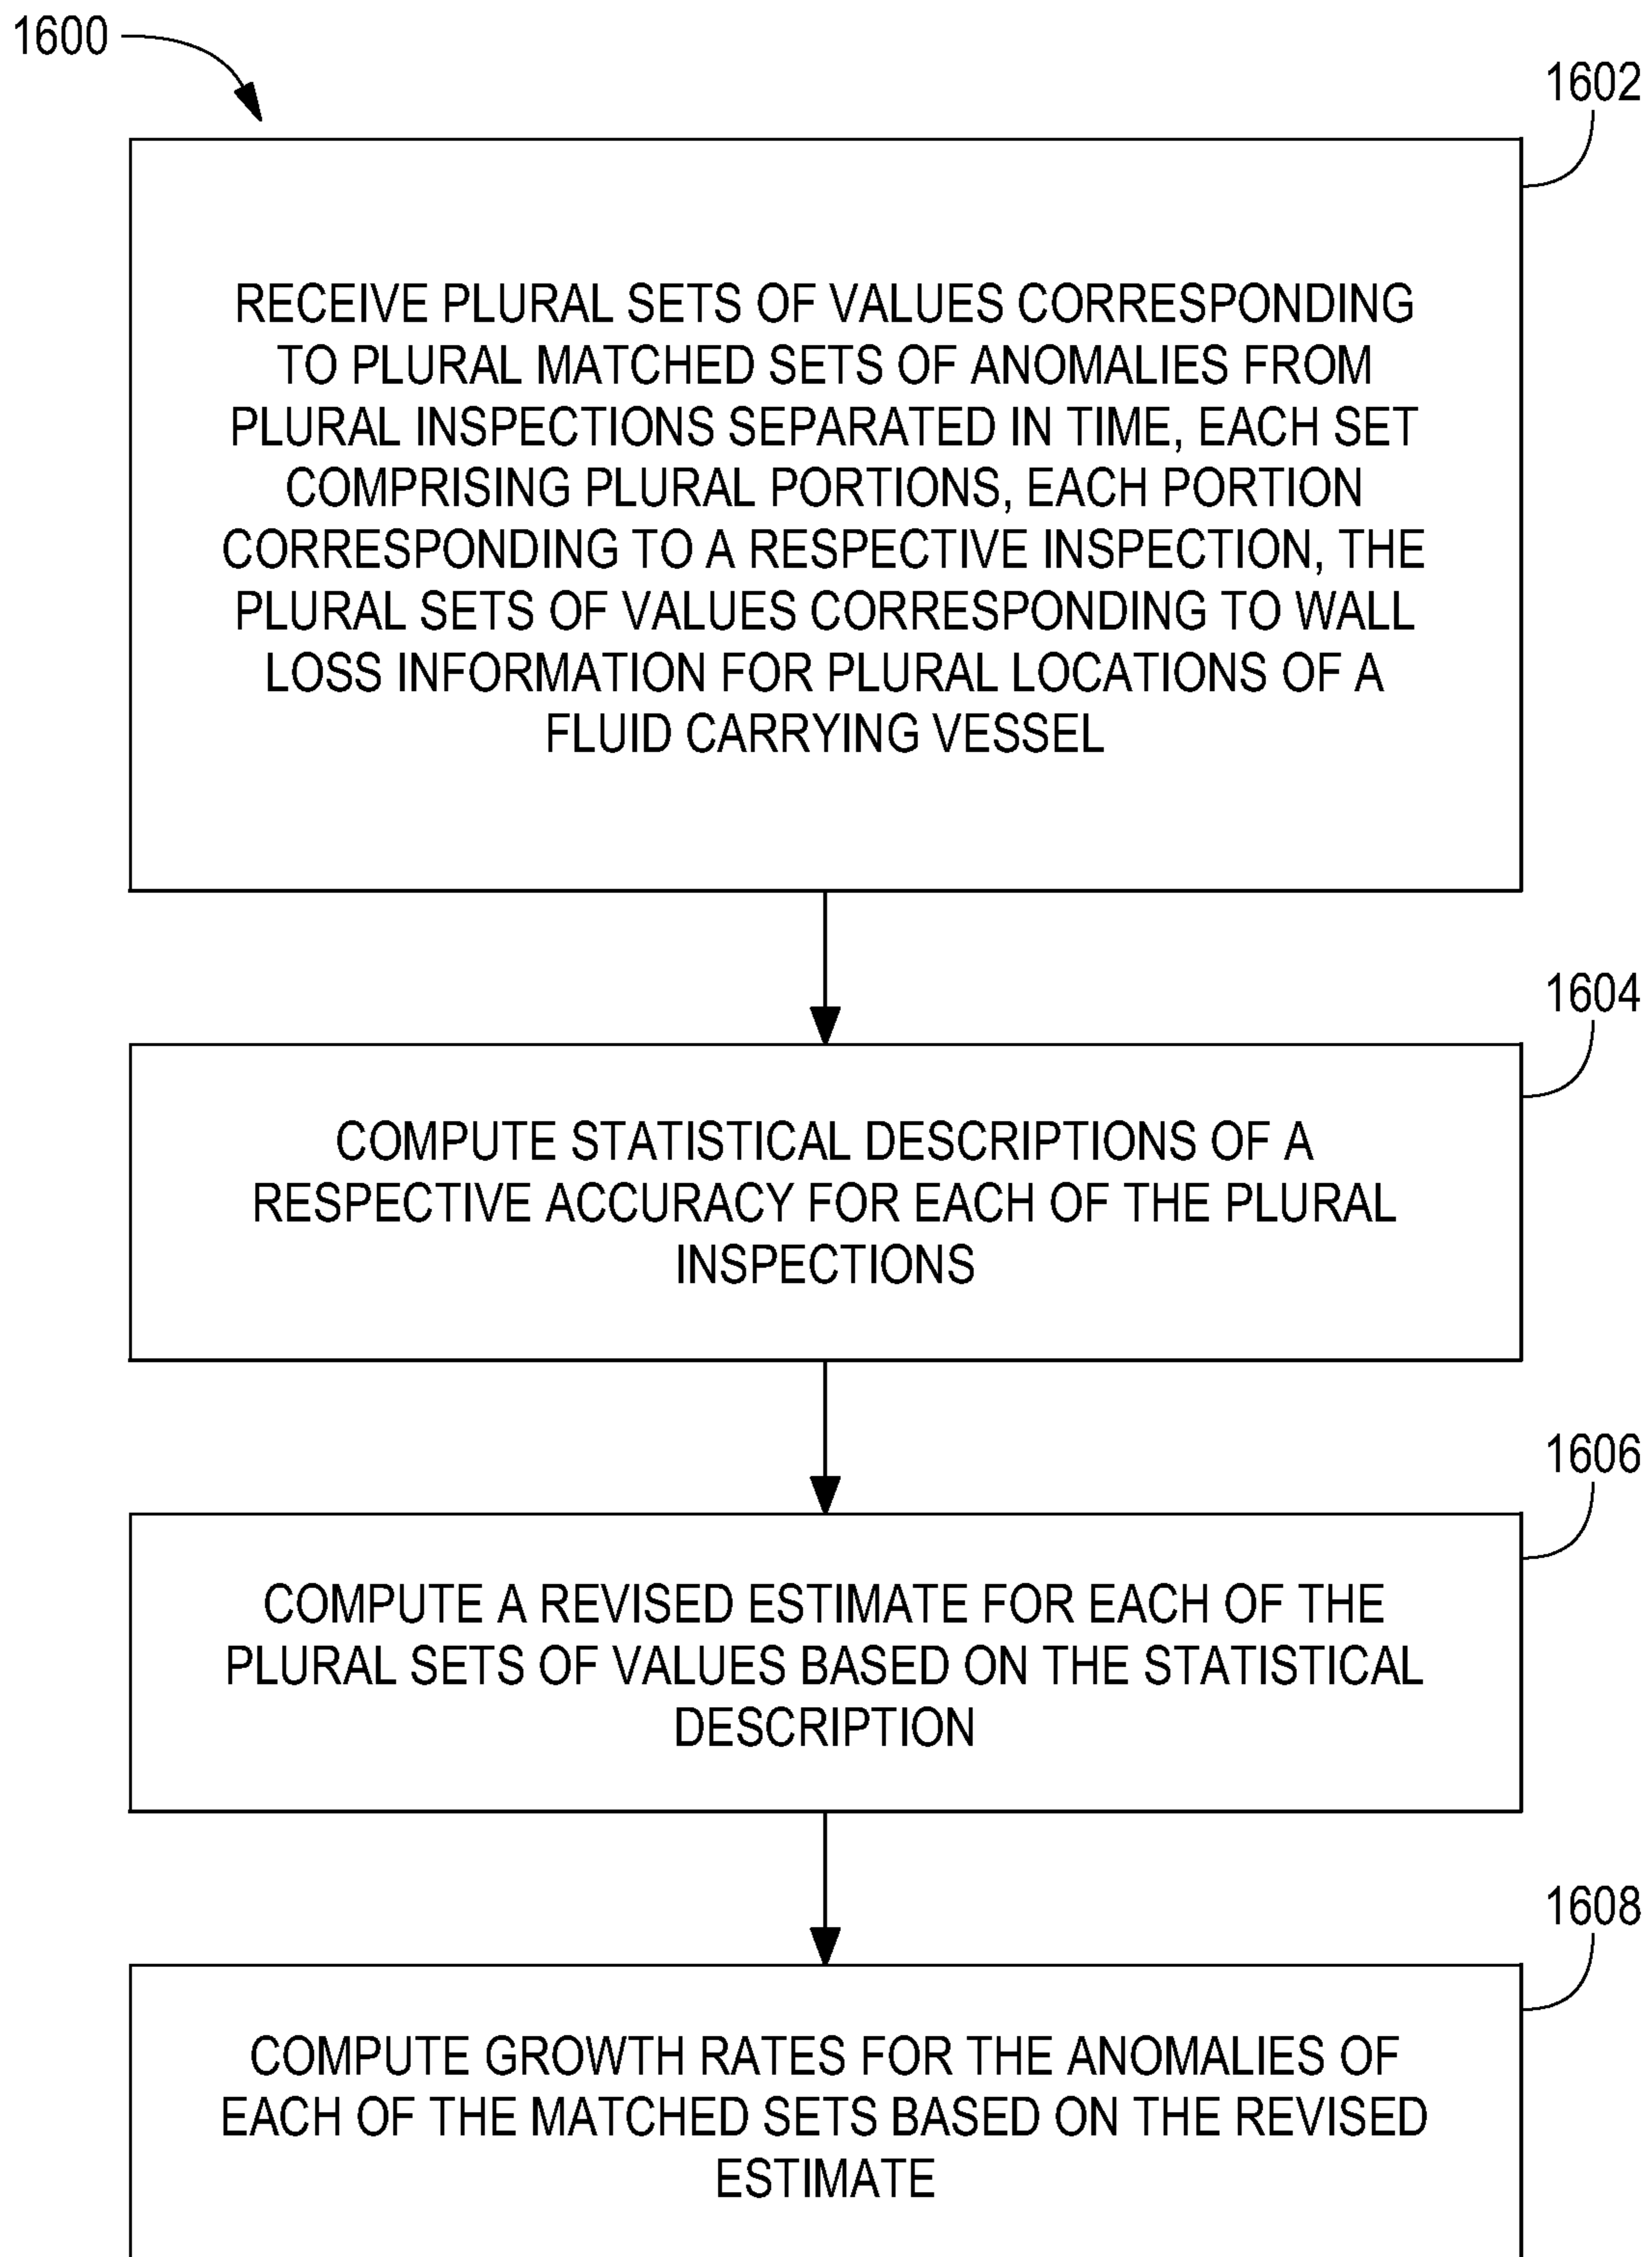 1600
1602
RECEIVE PLURAL SETS OF VALUES CORRESPONDING
TO PLURAL MATCHED SETS OF ANOMALIES FROM
PLURAL INSPECTIONS SEPARATED IN TIME, EACH SET
COMPRISING PLURAL PORTIONS, EACH PORTION
CORRESPONDING TO A RESPECTIVE INSPECTION, THE
PLURAL SETS OF VALUES CORRESPONDING TO WALL
LOSS INFORMATION FOR PLURAL LOCATIONS OF A
FLUID CARRYING VESSEL
1604
COMPUTE STATISTICAL DESCRIPTIONS OF A
RESPECTIVE ACCURACY FOR EACH OF THE PLURAL
INSPECTIONS
1606
COMPUTE A REVISED ESTIMATE FOR EACH OF THE
PLURAL SETS OF VALUES BASED ON THE STATISTICAL
DESCRIPTION
1608
COMPUTE GROWTH RATES FOR THE ANOMALIES OF
EACH OF THE MATCHED SETS BASED ON THE REVISED
ESTIMATE